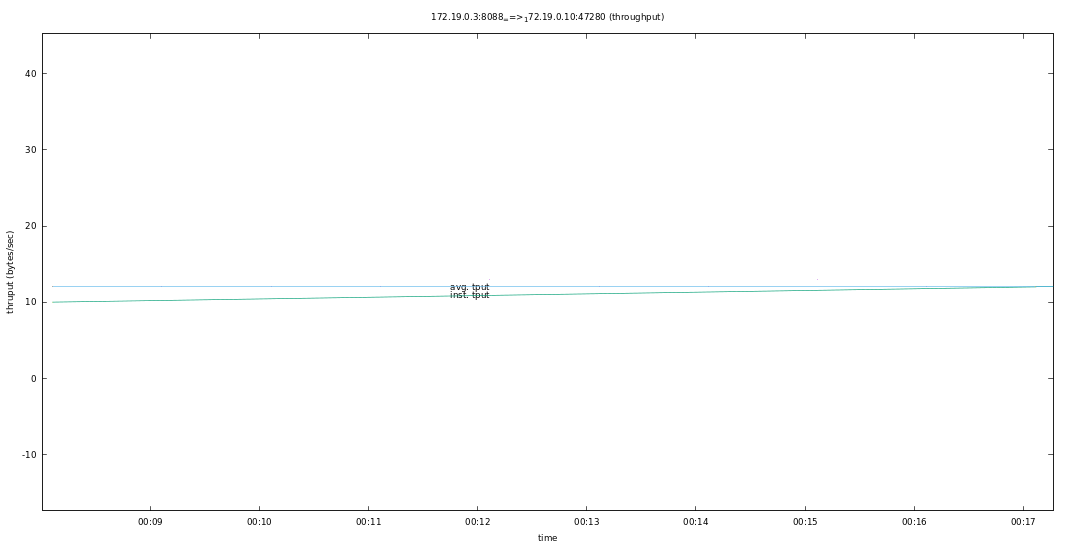 172.19.0.3:8088_==>_172.19.0.10:47280 (throughput)
40
30
20
10
0
-10
thruput (bytes/sec)
avg. tput
inst. tput
00:09 00:10 00:11 00:12 00:13 00:14 00:15 00:16 00:17
time